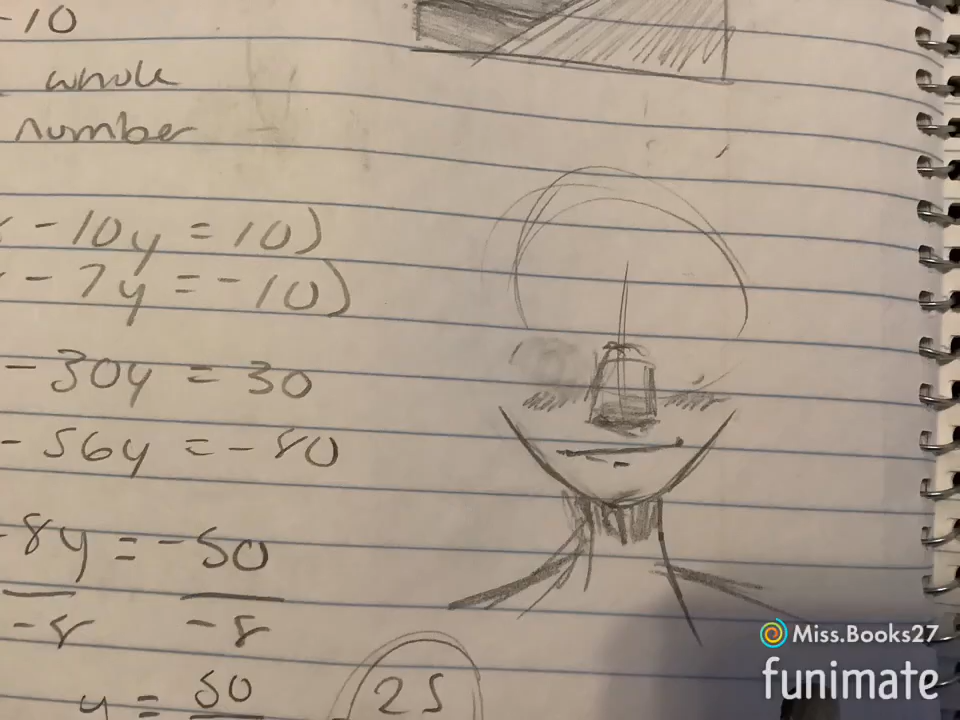 -10
whole
number
- 10y = 10)
- 7y = -10)
- 30y = 30
- 56y = -80
-8y = -50
-8 -8
y = 50
25
Miss.Books27
funimate